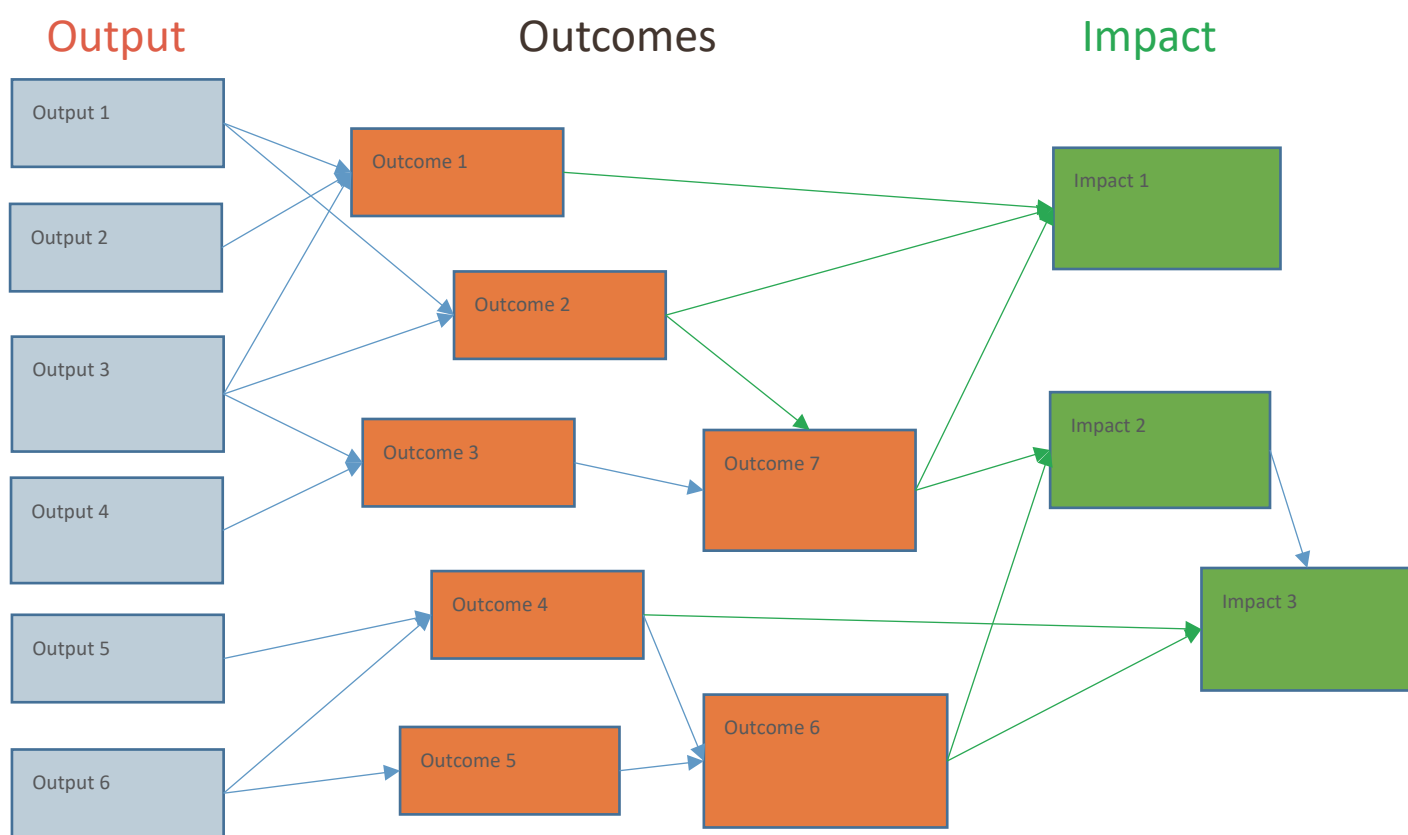 Output
Outcomes
Impact
Output 1
Output 2
Output 3
Output 4
Output 5
Output 6
Outcome 1
Outcome 2
Outcome 3
Outcome 7
Outcome 4
Outcome 5
Outcome 6
Impact 1
Impact 2
Impact 3